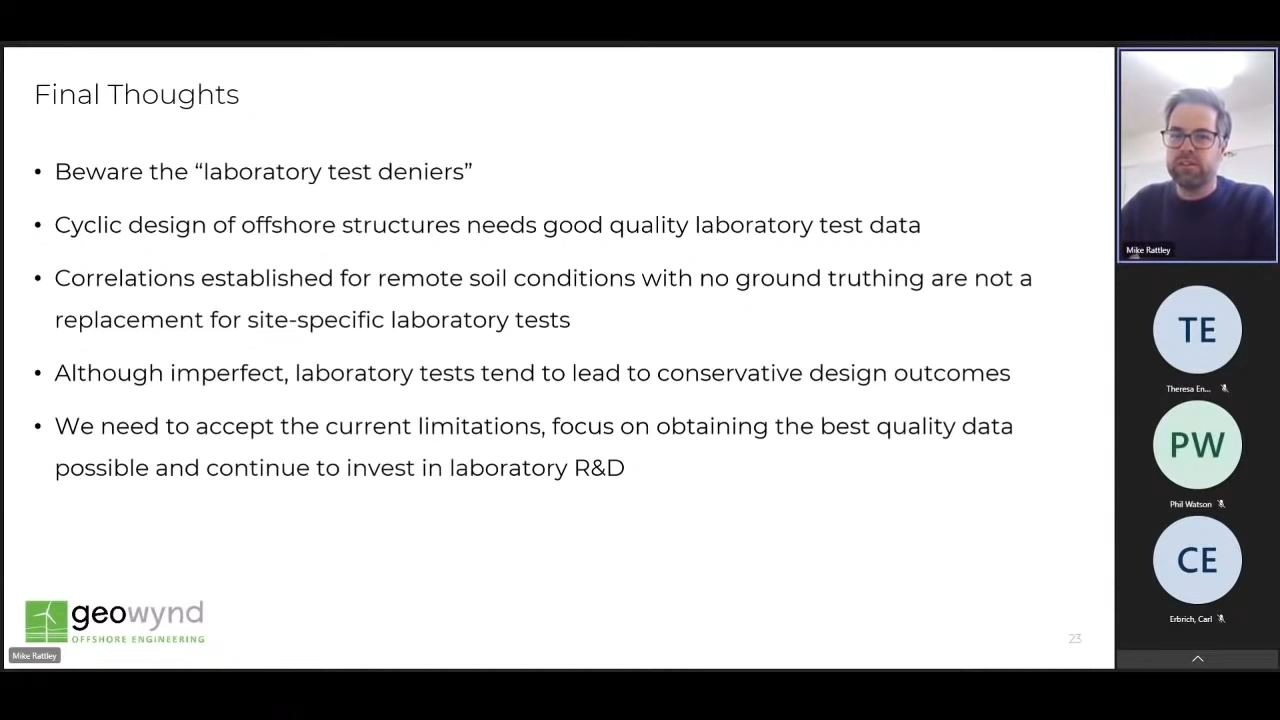 Final Thoughts
• Beware the “laboratory test deniers”
• Cyclic design of offshore structures needs good quality laboratory test data
• Correlations established for remote soil conditions with no ground truthing are not a
replacement for site-specific laboratory tests
• Although imperfect, laboratory tests tend to lead to conservative design outcomes
• We need to accept the current limitations, focus on obtaining the best quality data
possible and continue to invest in laboratory R&D
geowynd
OFFSHORE ENGINEERING
23
Mike Rattley
Mike Rattley
TE
Theresa En...
PW
Phil Watson
CE
Erbrich, Carl